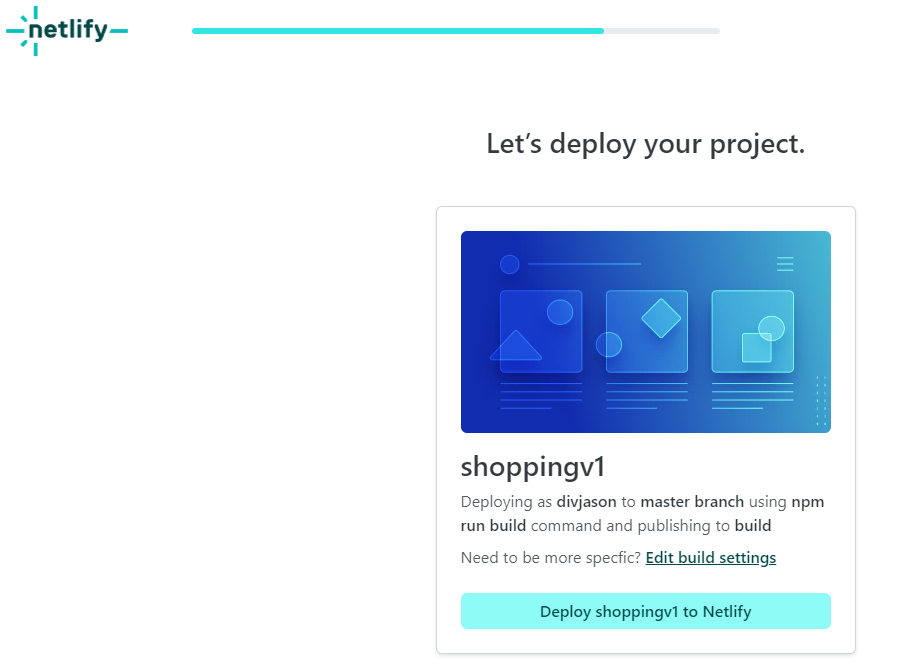 netlify
Let’s deploy your project.
shoppingv1
Deploying as divjason to master branch using npm
run build command and publishing to build
Need to be more specfic? Edit build settings
Deploy shoppingv1 to Netlify